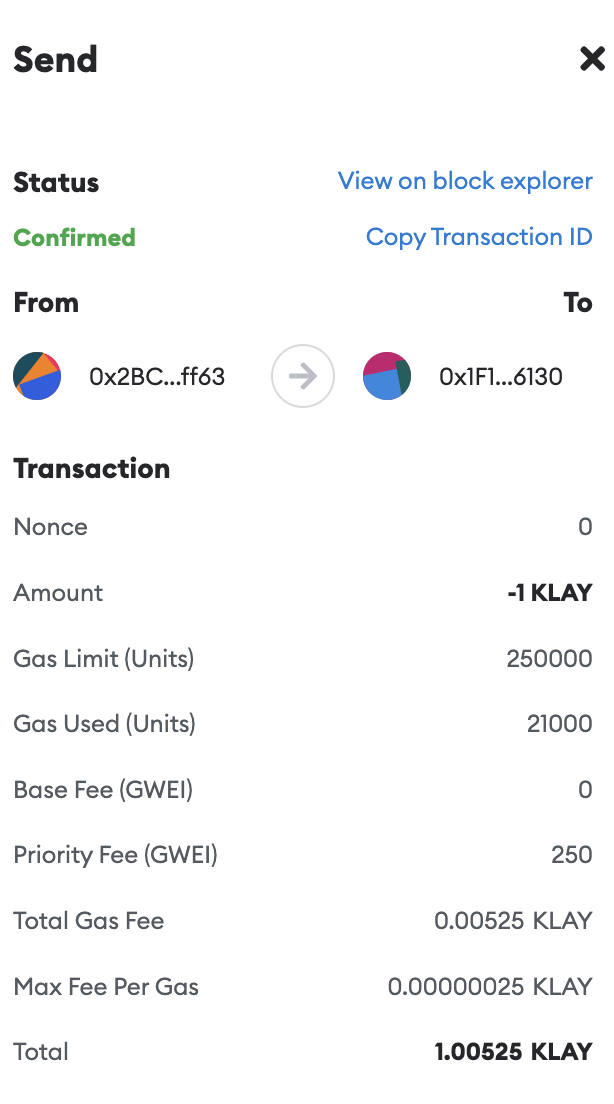 Send
Status View on block explorer
Confirmed Copy Transaction ID
From To
0x2BC...ff63 0x1F1...6130
Transaction
Nonce 0
Amount -1 KLAY
Gas Limit (Units) 250000
Gas Used (Units) 21000
Base Fee (GWEI) 0
Priority Fee (GWEI) 250
Total Gas Fee 0.00525 KLAY
Max Fee Per Gas 0.00000025 KLAY
Total 1.00525 KLAY